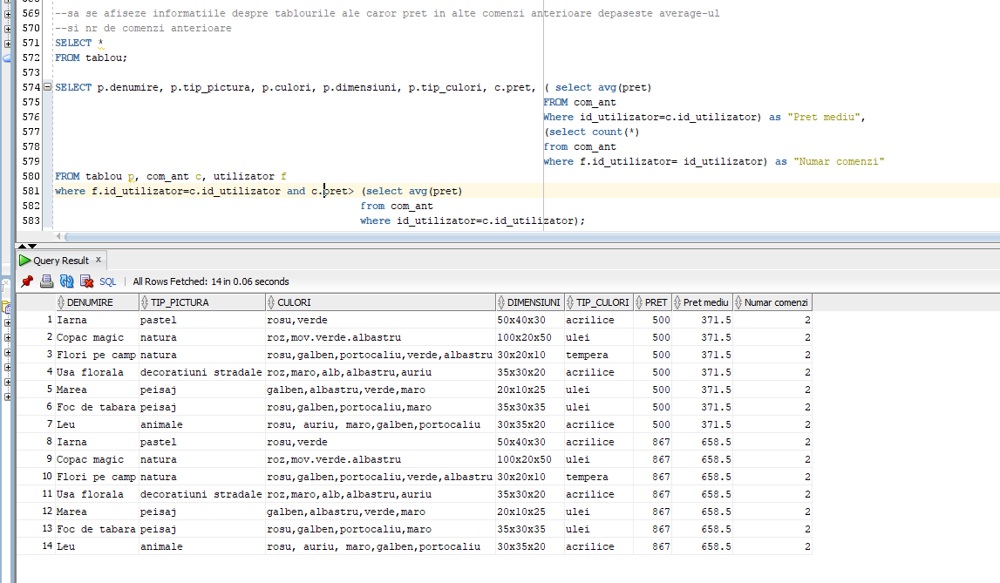 569 --sa se afiseze informatiile despre tablourile ale caror pret in alte comenzi anterioare depaseste average-ul
570 --si nr de comenzi anterioare
571 SELECT *
572 FROM tablou;
573
574 SELECT p.denumire, p.tip_pictura, p.culori, p.dimensiuni, p.tip_culori, c.pret, ( select avg(pret)
575 FROM com_ant
576 Where id_utilizator=c.id_utilizator) as "Pret mediu",
577 (select count(*)
578 from com_ant
579 where f.id_utilizator= id_utilizator) as "Numar comenzi"
580 FROM tablou p, com_ant c, utilizator f
581 where f.id_utilizator=c.id_utilizator and c.pret> (select avg(pret)
582 from com_ant
583 where id_utilizator=c.id_utilizator);
Query Result x
SQL | All Rows Fetched: 14 in 0.06 seconds
DENUMIRE TIP_PICTURA CULORI DIMENSIUNI TIP_CULORI PRET Pret mediu Numar comenzi
1 Iarna pastel rosu,verde 50x40x30 acrilice 500 371.5 2
2 Copac magic natura roz,mov.verde.albastru 100x20x50 ulei 500 371.5 2
3 Flori pe camp natura rosu,galben,portocaliu,verde,albastru 30x20x10 tempera 500 371.5 2
4 Usa florala decoratiuni stradale roz,maro,alb,albastru,auriu 35x30x20 acrilice 500 371.5 2
5 Marea peisaj galben,albastru,verde,maro 20x10x25 ulei 500 371.5 2
6 Foc de tabara peisaj rosu,galben,portocaliu,maro 35x30x35 ulei 500 371.5 2
7 Leu animale rosu, auriu, maro,galben,portocaliu 30x35x20 acrilice 500 371.5 2
8 Iarna pastel rosu,verde 50x40x30 acrilice 867 658.5 2
9 Copac magic natura roz,mov.verde.albastru 100x20x50 ulei 867 658.5 2
10 Flori pe camp natura rosu,galben,portocaliu,verde,albastru 30x20x10 tempera 867 658.5 2
11 Usa florala decoratiuni stradale roz,maro,alb,albastru,auriu 35x30x20 acrilice 867 658.5 2
12 Marea peisaj galben,albastru,verde,maro 20x10x25 ulei 867 658.5 2
13 Foc de tabara peisaj rosu,galben,portocaliu,maro 35x30x35 ulei 867 658.5 2
14 Leu animale rosu, auriu, maro,galben,portocaliu 30x35x20 acrilice 867 658.5 2